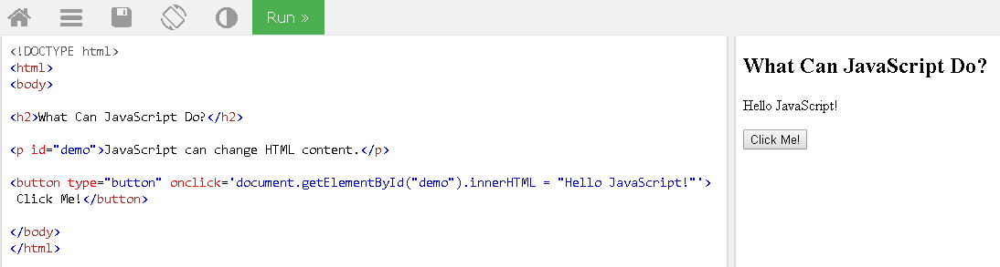 Run »
<!DOCTYPE html>
<html>
<body>
<h2>What Can JavaScript Do?</h2>
<p id="demo">JavaScript can change HTML content.</p>
<button type="button" onclick='document.getElementById("demo").innerHTML = "Hello JavaScript!"'>
Click Me!</button>
</body>
</html>
What Can JavaScript Do?
Hello JavaScript!
Click Me!